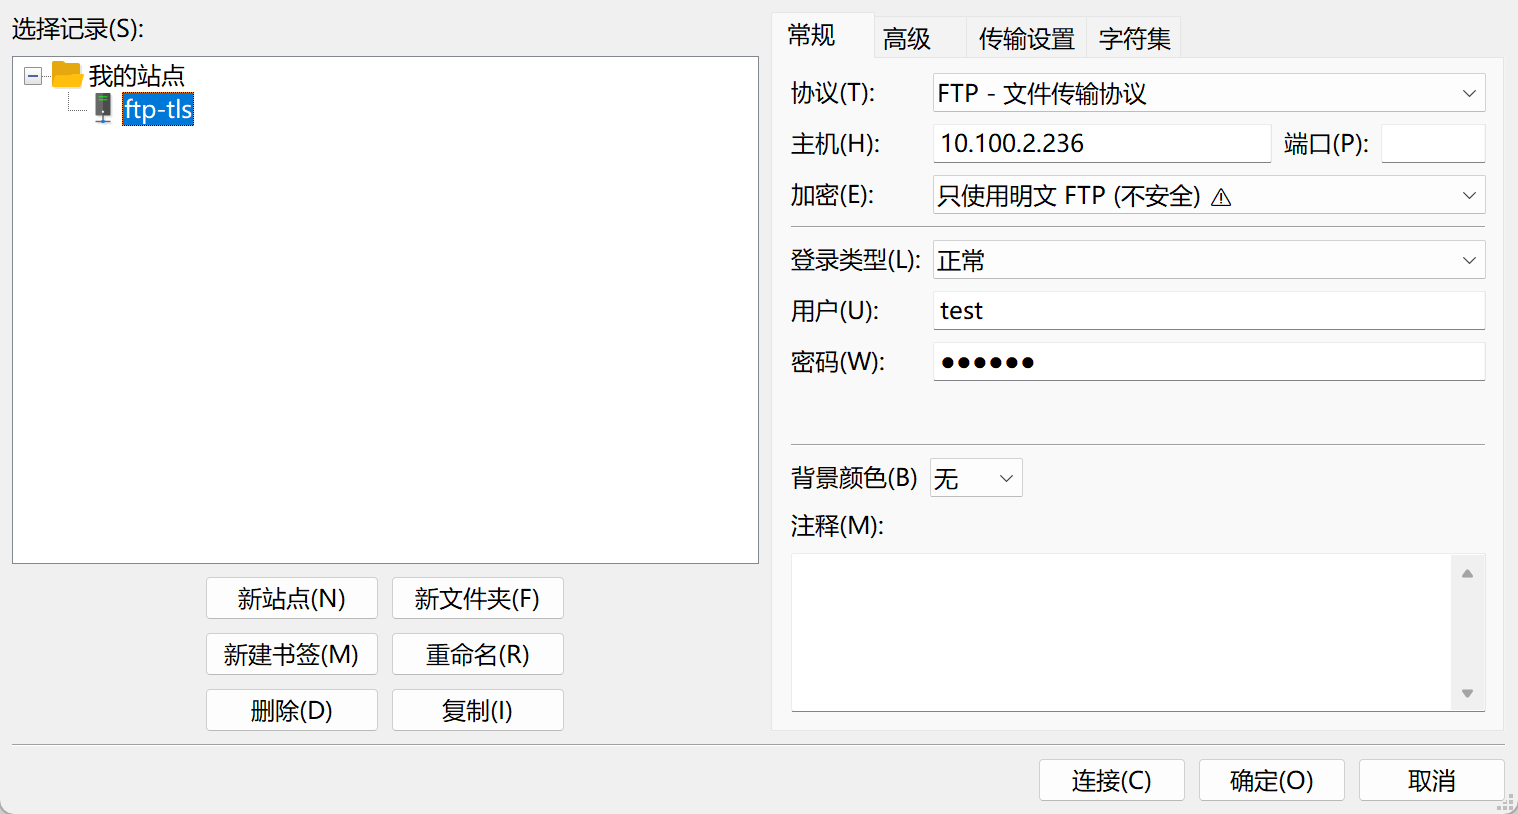 选择记录(S):
我的站点
ftp-tls
新站点(N)
新文件夹(F)
新建书签(M)
重命名(R)
删除(D)
复制(I)
常规
高级
传输设置
字符集
协议(T):
FTP - 文件传输协议
主机(H):
10.100.2.236
端口(P):
加密(E):
只使用明文 FTP (不安全) ⚠
登录类型(L):
正常
用户(U):
test
密码(W):
●●●●●●
背景颜色(B)
无
注释(M):
连接(C)
确定(O)
取消